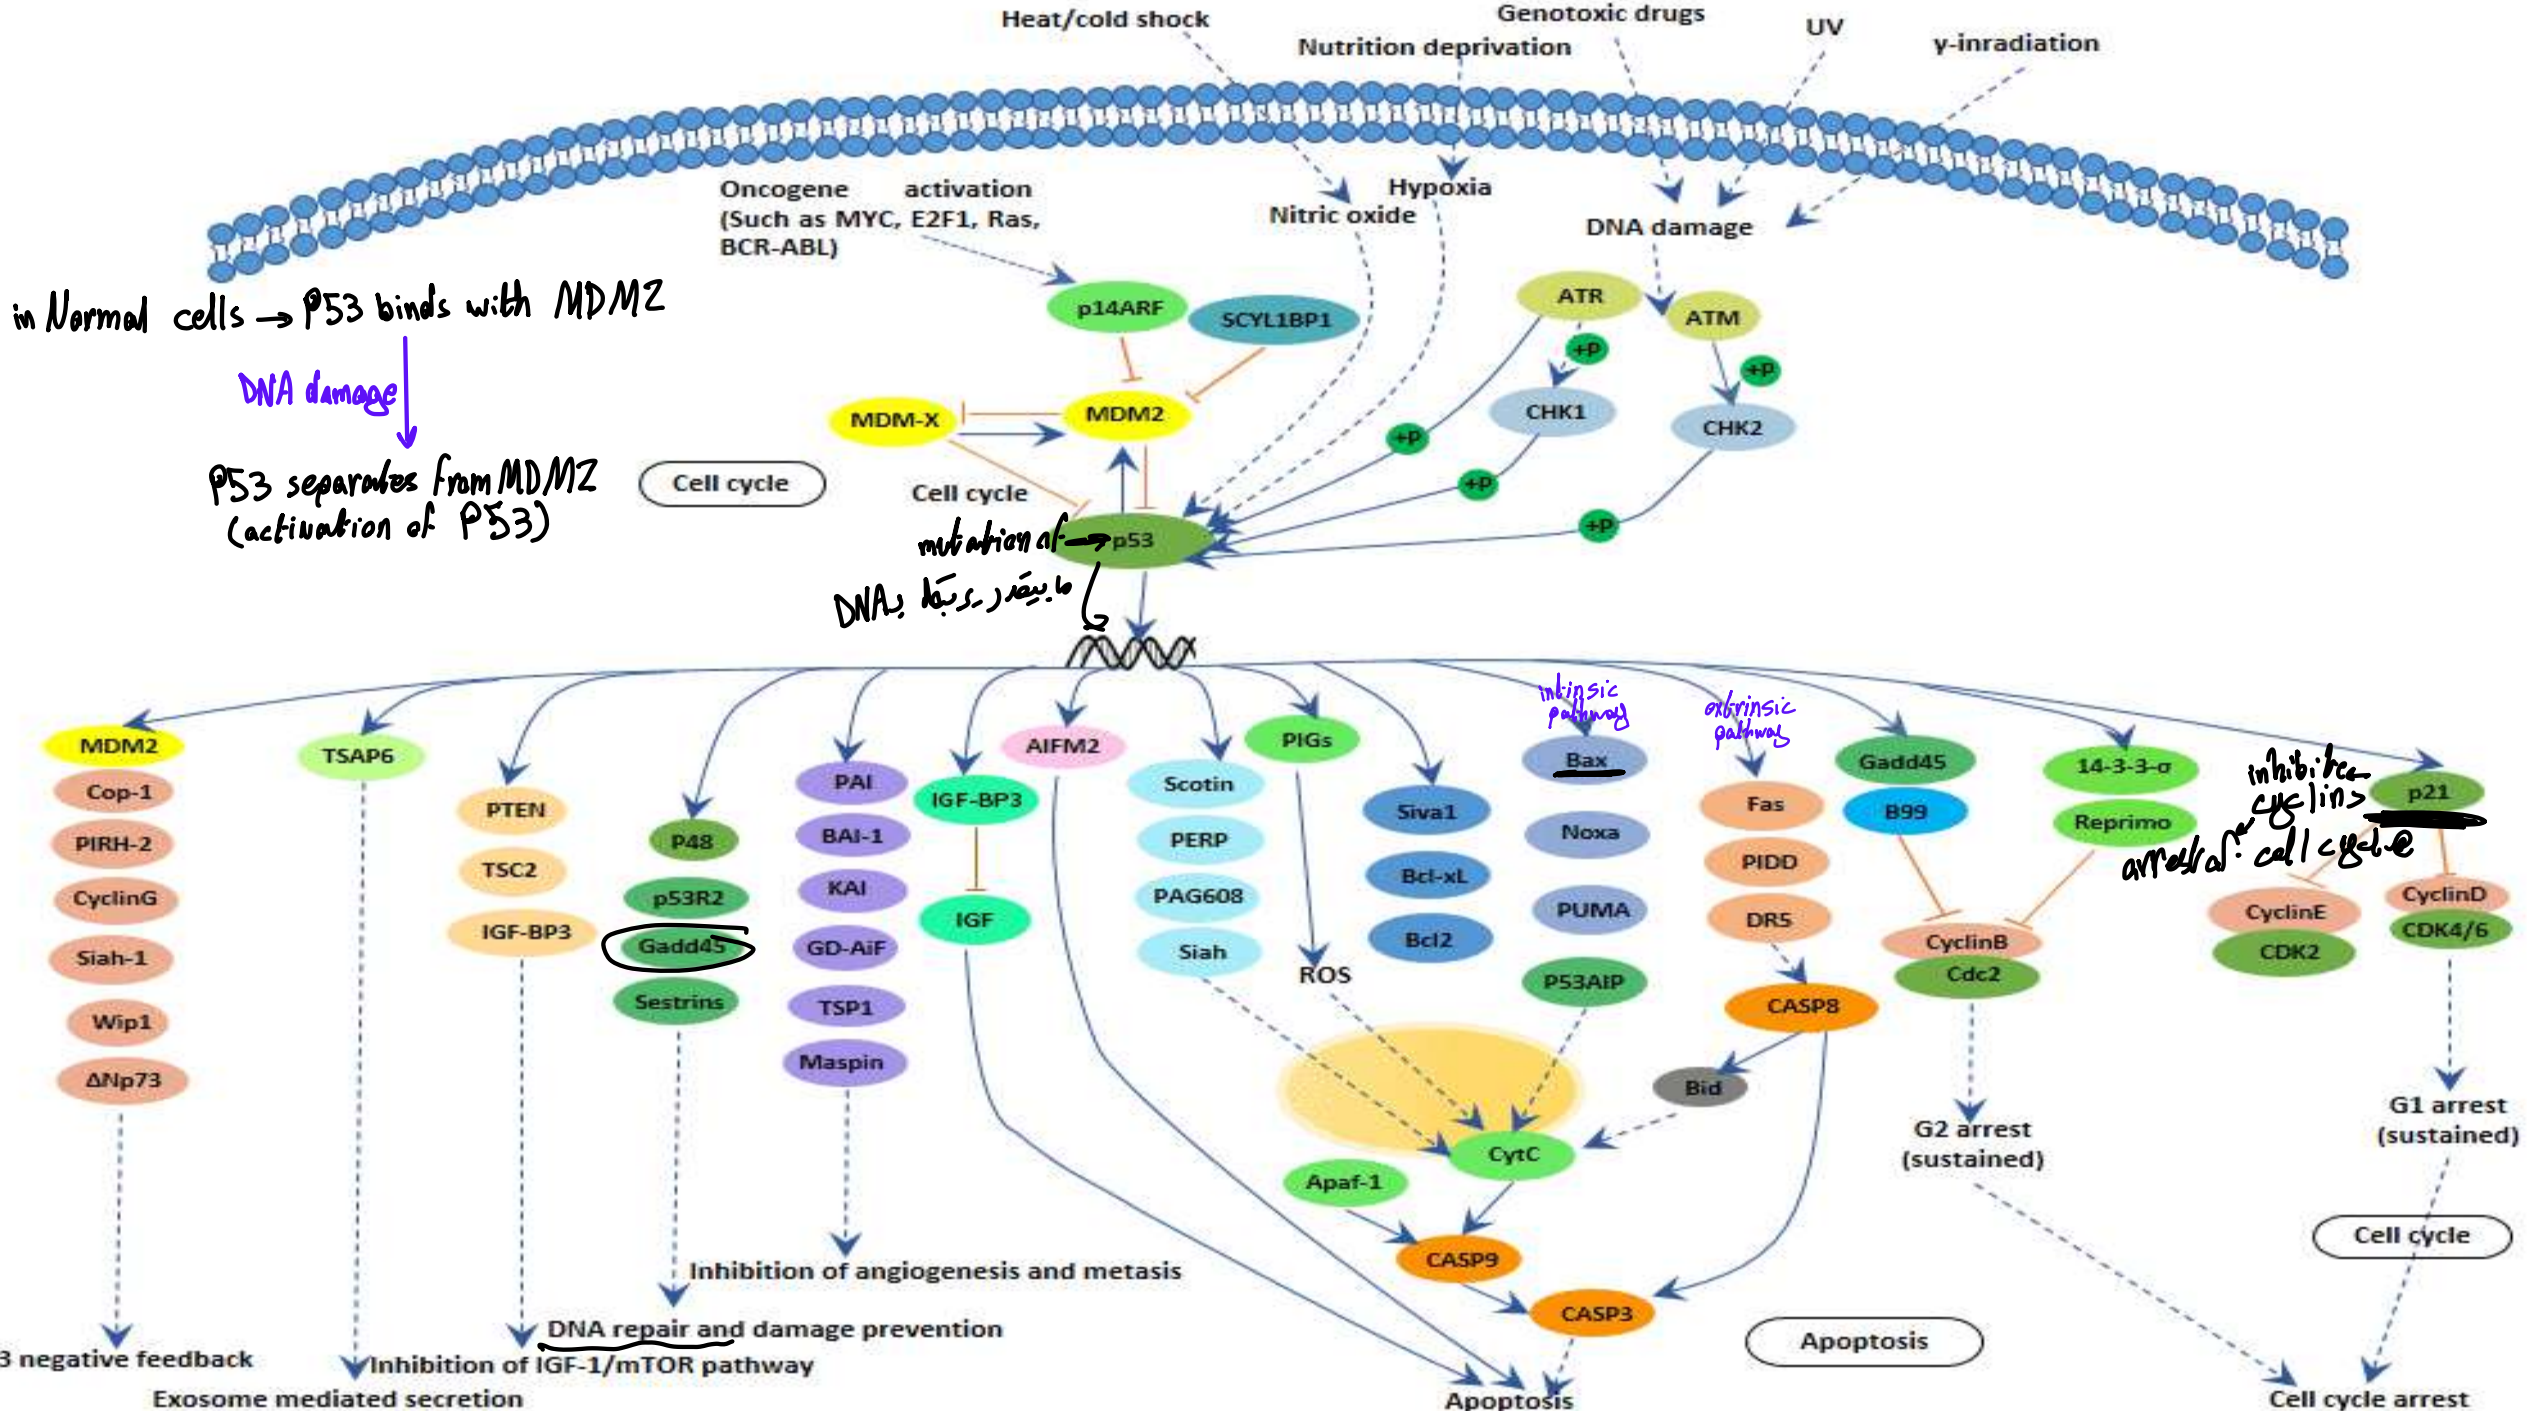 Heat/cold shock
Nutrition deprivation
Genotoxic drugs
UV
γ-inradiation
Oncogene activation
(Such as MYC, E2F1, Ras,
BCR-ABL)
Nitric oxide
Hypoxia
DNA damage
in Normal cells → P53 binds with MDM2
DNA damage
P53 separates from MDM2
(activation of P53)
p14ARF
SCYL1BP1
ATR
ATM
+P
+P
MDM-X
MDM2
CHK1
CHK2
+P
+P
+P
Cell cycle
Cell cycle
mutation of → p53
DNA
intrinsic
pathway
extrinsic
pathway
MDM2
Cop-1
PIRH-2
CyclinG
Siah-1
Wip1
ΔNp73
3 negative feedback
TSAP6
Exosome mediated secretion
PTEN
TSC2
IGF-BP3
Inhibition of IGF-1/mTOR pathway
P48
p53R2
Gadd45
Sestrins
DNA repair and damage prevention
PAI
BAI-1
KAI
GD-AiF
TSP1
Maspin
Inhibition of angiogenesis and metasis
IGF-BP3
IGF
AIFM2
Scotin
PERP
PAG608
Siah
PIGs
ROS
Siva1
Bcl-xL
Bcl2
Bax
Noxa
PUMA
P53AIP
Fas
PIDD
DR5
CASP8
Bid
CytC
Apaf-1
CASP9
CASP3
Apoptosis
Apoptosis
Gadd45
B99
14-3-3-σ
Reprimo
CyclinB
Cdc2
G2 arrest
(sustained)
inhibite
cyclins
arrest of cell cycle
p21
CyclinE
CDK2
CyclinD
CDK4/6
G1 arrest
(sustained)
Cell cycle
Cell cycle arrest